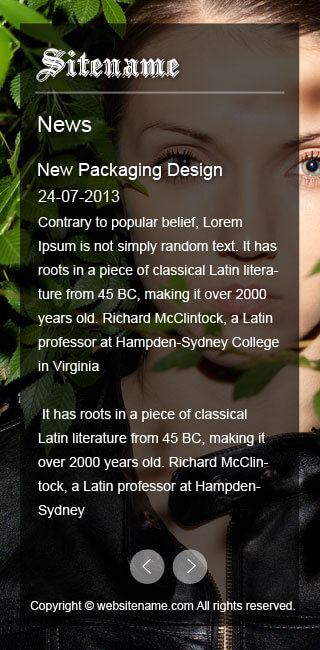 Sitename
News
New Packaging Design
24-07-2013
Contrary to popular belief, Lorem
Ipsum is not simply random text. It has
roots in a piece of classical Latin litera-
ture from 45 BC, making it over 2000
years old. Richard McClintock, a Latin
professor at Hampden-Sydney College
in Virginia
It has roots in a piece of classical
Latin literature from 45 BC, making it
over 2000 years old. Richard McClin-
tock, a Latin professor at Hampden-
Sydney
Copyright © websitename.com All rights reserved.